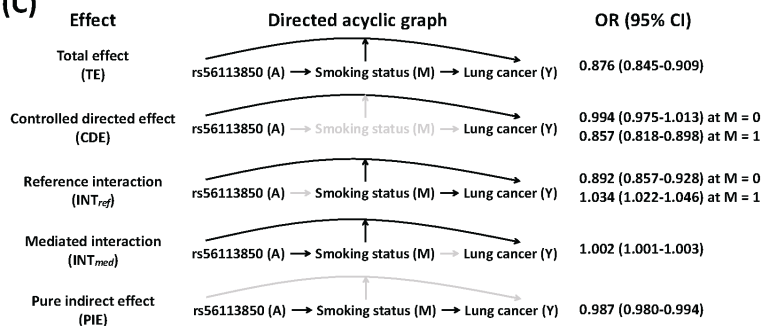 (C)
Effect Directed acyclic graph OR (95% CI)
Total effect
(TE)
rs56113850 (A) Smoking status (M) Lung cancer (Y) 0.876 (0.845-0.909)
Controlled directed effect
(CDE)
rs56113850 (A) Smoking status (M) Lung cancer (Y)
0.994 (0.975-1.013) at M = 0
0.857 (0.818-0.898) at M = 1
Reference interaction
(INTref)
rs56113850 (A) Smoking status (M) Lung cancer (Y)
0.892 (0.857-0.928) at M = 0
1.034 (1.022-1.046) at M = 1
Mediated interaction
(INTmed)
rs56113850 (A) Smoking status (M) Lung cancer (Y) 1.002 (1.001-1.003)
Pure indirect effect
(PIE)
rs56113850 (A) Smoking status (M) Lung cancer (Y) 0.987 (0.980-0.994)